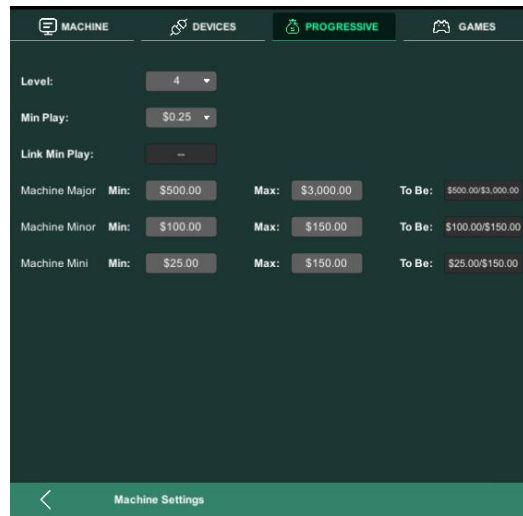 MACHINE DEVICES PROGRESSIVE GAMES
Level: 4
Min Play: $0.25
Link Min Play: --
Machine Major Min: $500.00 Max: $3,000.00 To Be: $500.00/$3,000.00
Machine Minor Min: $100.00 Max: $150.00 To Be: $100.00/$150.00
Machine Mini Min: $25.00 Max: $150.00 To Be: $25.00/$150.00
Machine Settings